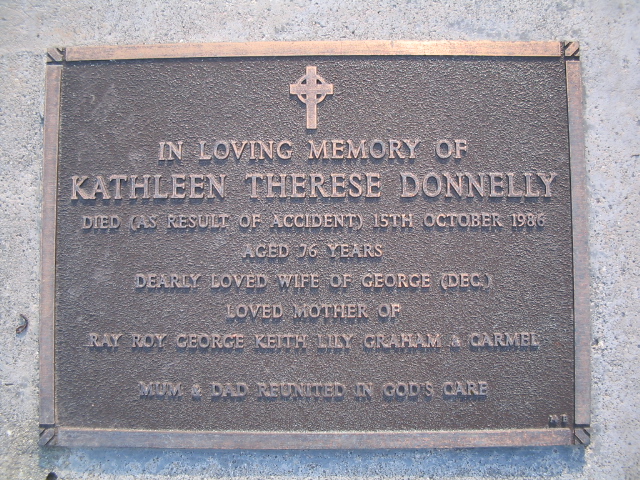 IN LOVING MEMORY OF
KATHLEEN THERESE DONNELLY
DIED (AS RESULT OF ACCIDENT) 15TH OCTOBER 1986
AGED 76 YEARS
DEARLY LOVED WIFE OF GEORGE (DEC.)
LOVED MOTHER OF
RAY ROY GEORGE KEITH LILY GRAHAM & CARMEL
MUM & DAD REUNITED IN GOD'S CARE